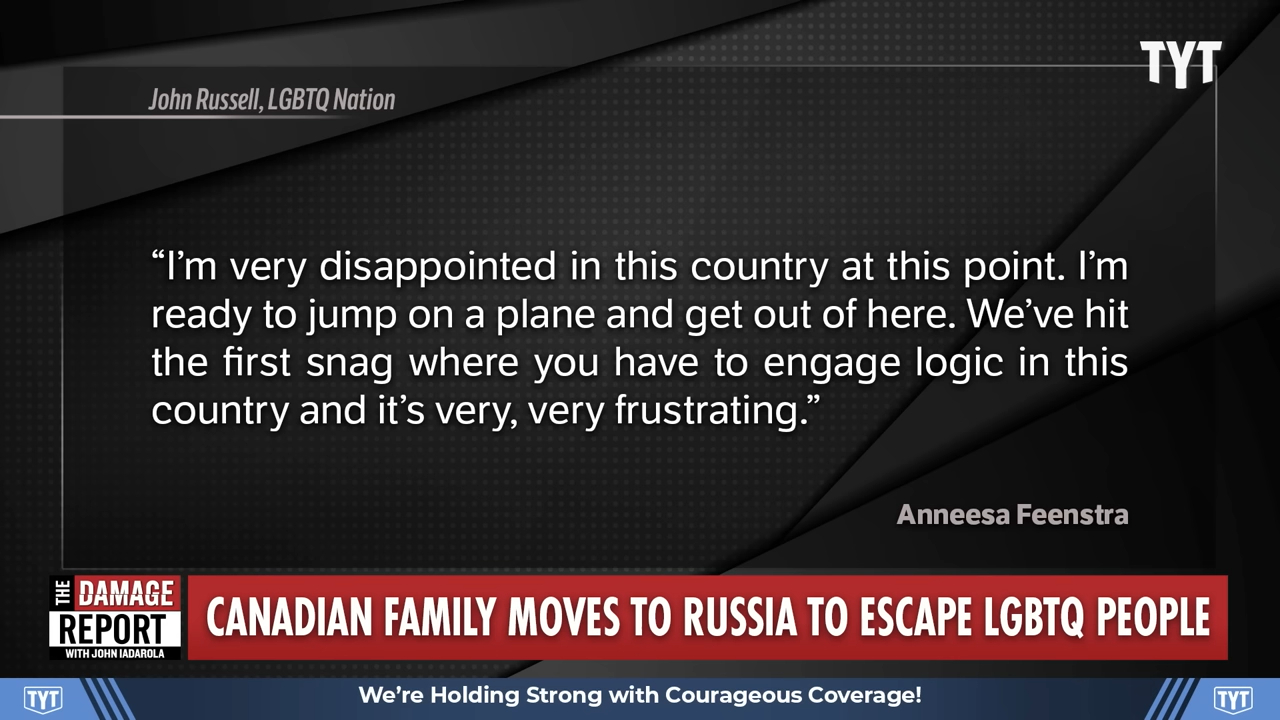 TYT
John Russell, LGBTQ Nation
“I’m very disappointed in this country at this point. I’m
ready to jump on a plane and get out of here. We’ve hit
the first snag where you have to engage logic in this
country and it’s very, very frustrating.”
Anneesa Feenstra
THE DAMAGE
REPORT
WITH JOHN IADAROLA
CANADIAN FAMILY MOVES TO RUSSIA TO ESCAPE LGBTQ PEOPLE
TYT
We’re Holding Strong with Courageous Coverage!
TYT